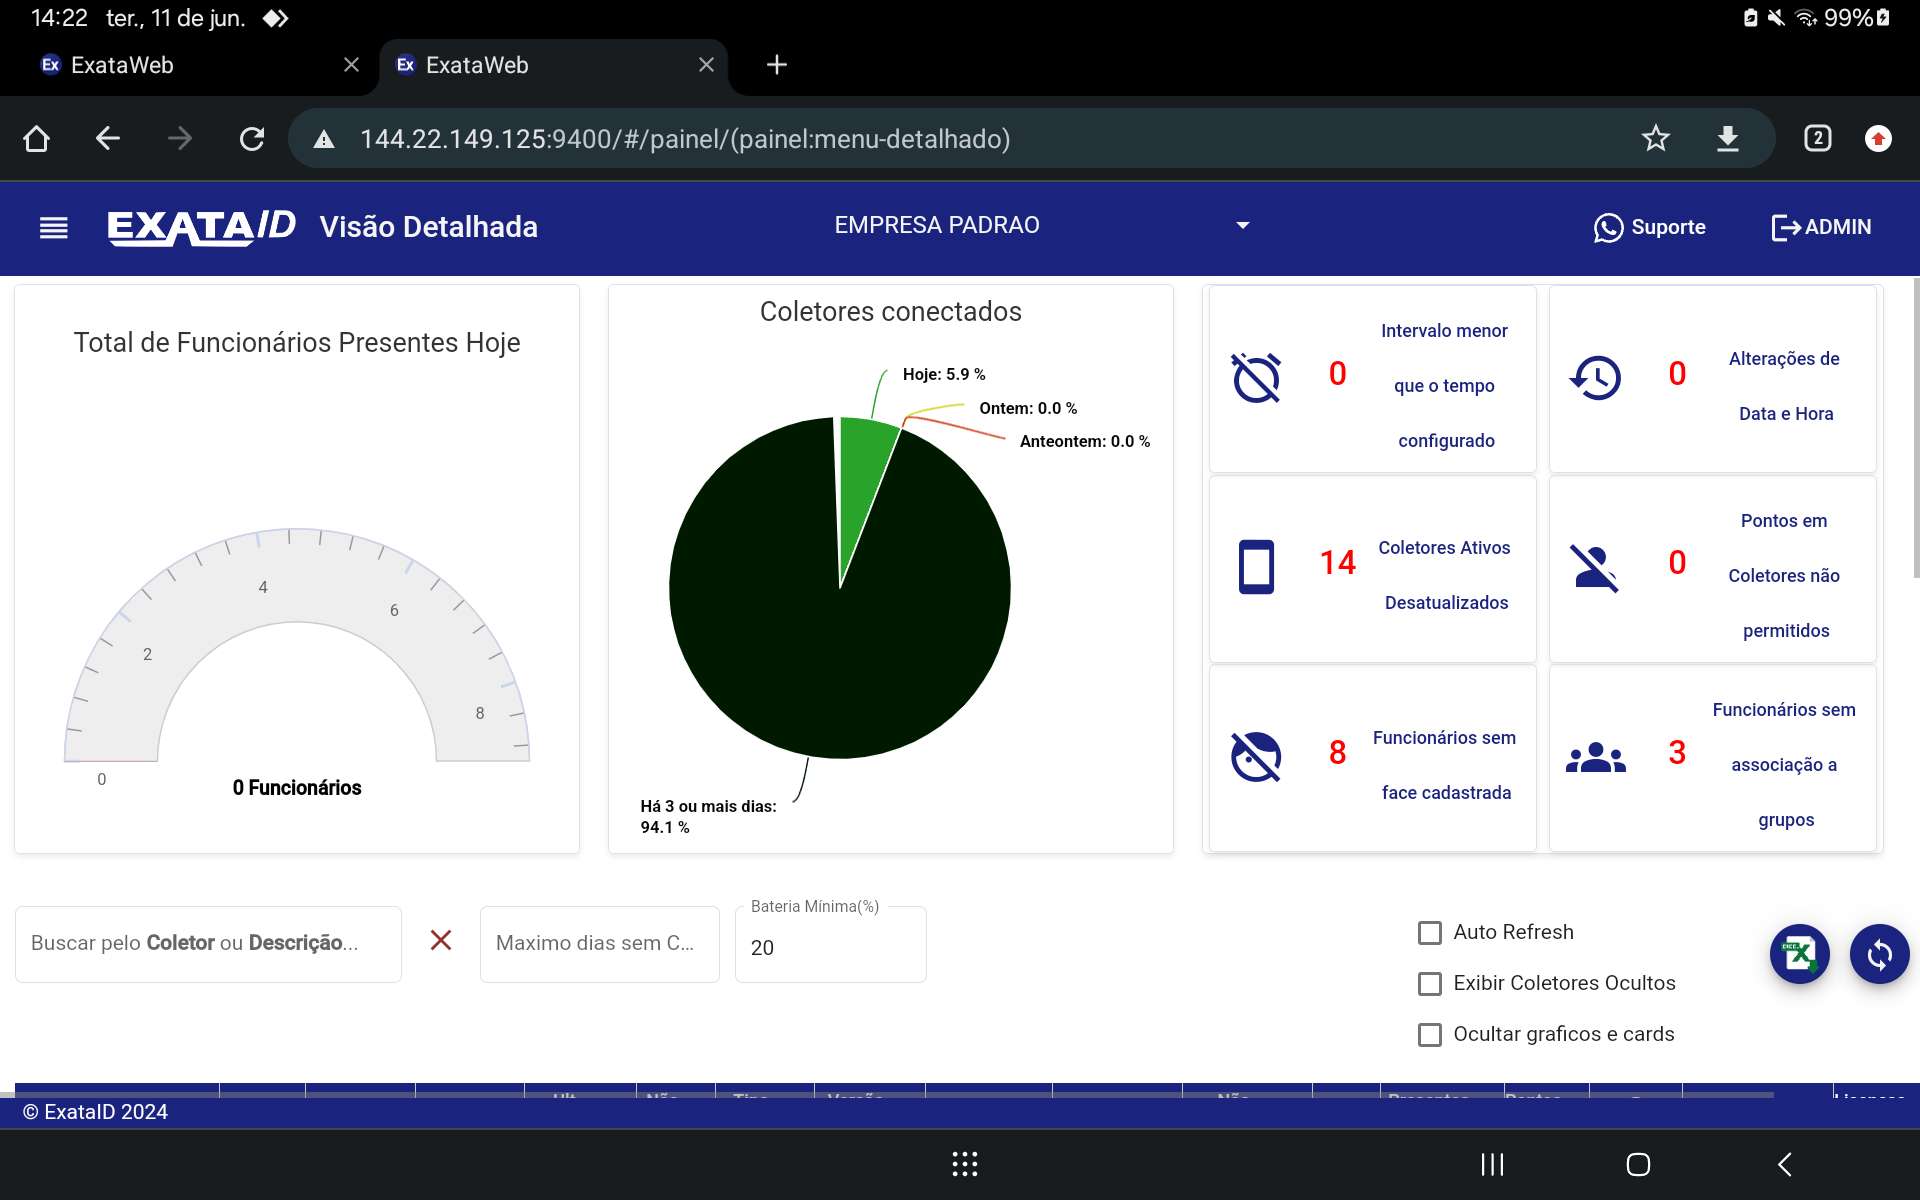 14:22 ter., 11 de jun.
99%
Ex ExataWeb
Ex ExataWeb
144.22.149.125:9400/#/painel/(painel:menu-detalhado)
2
EXATAID Visão Detalhada
EMPRESA PADRAO
Suporte
ADMIN
Total de Funcionários Presentes Hoje
0
2
4
6
8
0 Funcionários
Coletores conectados
Hoje: 5.9 %
Ontem: 0.0 %
Anteontem: 0.0 %
Há 3 ou mais dias:
94.1 %
0
Intervalo menor
que o tempo
configurado
0
Alterações de
Data e Hora
14
Coletores Ativos
Desatualizados
0
Pontos em
Coletores não
permitidos
8
Funcionários sem
face cadastrada
3
Funcionários sem
associação a
grupos
Buscar pelo Coletor ou Descrição...
Maximo dias sem C...
Bateria Mínima(%)
20
Auto Refresh
Exibir Coletores Ocultos
Ocultar graficos e cards
© ExataID 2024